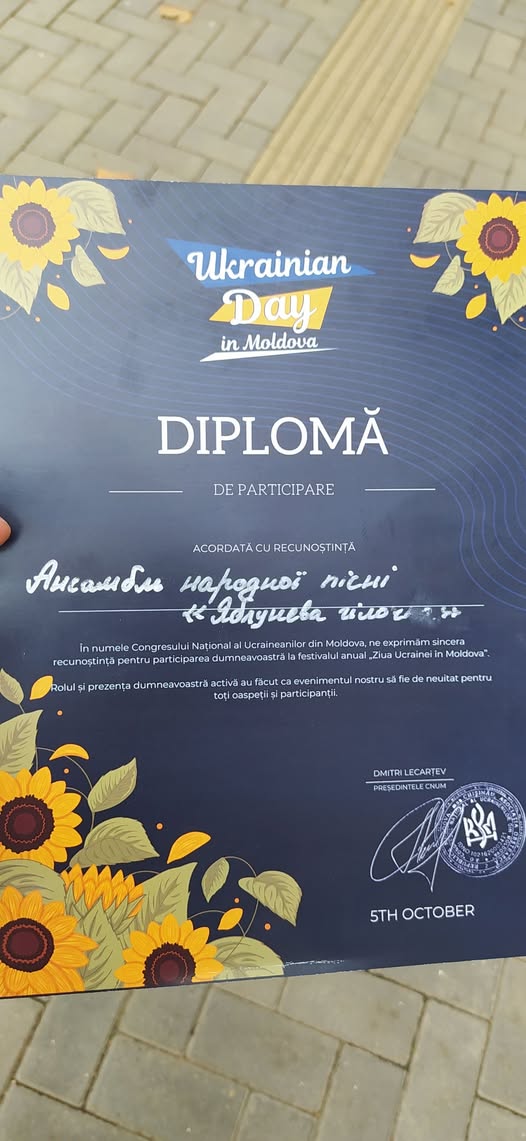 Ukrainian
Day
in Moldova
DIPLOMĂ
DE PARTICIPARE
ACORDATĂ CU RECUNOȘTINȚĂ
Ансамбль народної пісні
«Яблунева гілочка»
În numele Congresului Național al Ucraineanilor din Moldova, ne exprimăm sincera
recunoștință pentru participarea dumneavoastră la festivalul anual „Ziua Ucrainei în Moldova”.
Rolul și prezența dumneavoastră activă au făcut ca evenimentul nostru să fie de neuitat pentru
toți oaspeții și participanții.
DMITRI LECARȚEV
PREȘEDINTELE CNUM
5TH OCTOBER